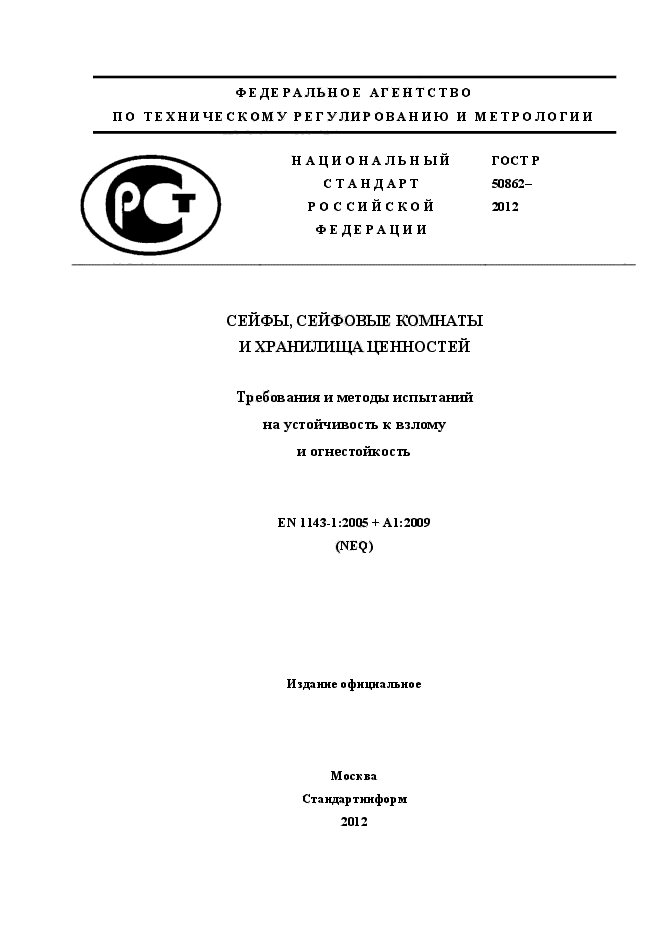 ФЕДЕРАЛЬНОЕ АГЕНТСТВО
ПО ТЕХНИЧЕСКОМУ РЕГУЛИРОВАНИЮ И МЕТРОЛОГИИ
РСТ
НАЦИОНАЛЬНЫЙ
СТАНДАРТ
РОССИЙСКОЙ
ФЕДЕРАЦИИ
ГОСТ Р
50862–
2012
СЕЙФЫ, СЕЙФОВЫЕ КОМНАТЫ
И ХРАНИЛИЩА ЦЕННОСТЕЙ
Требования и методы испытаний
на устойчивость к взлому
и огнестойкость
EN 1143-1:2005 + A1:2009
(NEQ)
Издание официальное
Москва
Стандартинформ
2012